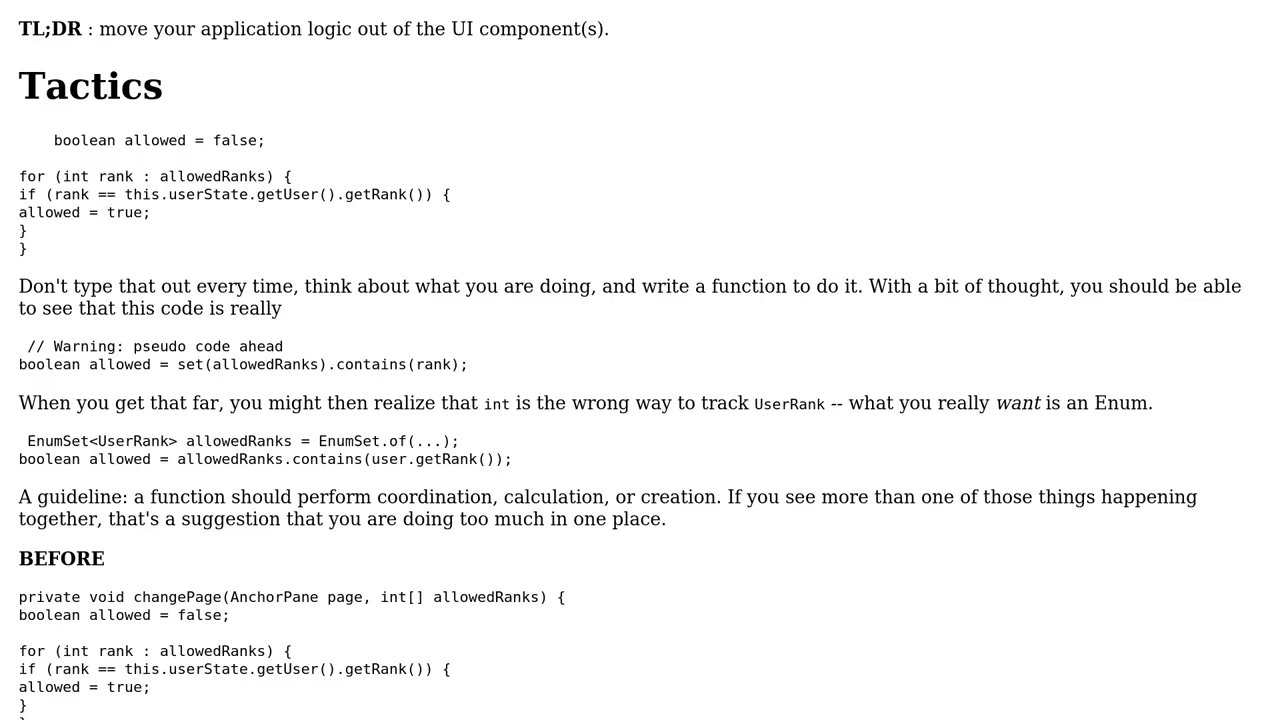 TL;DR : move your application logic out of the UI component(s).
Tactics
boolean allowed = false;
for (int rank : allowedRanks) {
if (rank == this.userState.getUser().getRank()) {
allowed = true;
}
}
Don't type that out every time, think about what you are doing, and write a function to do it. With a bit of thought, you should be able
to see that this code is really
// Warning: pseudo code ahead
boolean allowed = set(allowedRanks).contains(rank);
When you get that far, you might then realize that int is the wrong way to track UserRank -- what you really want is an Enum.
EnumSet<UserRank> allowedRanks = EnumSet.of(...);
boolean allowed = allowedRanks.contains(user.getRank());
A guideline: a function should perform coordination, calculation, or creation. If you see more than one of those things happening
together, that's a suggestion that you are doing too much in one place.
BEFORE
private void changePage(AnchorPane page, int[] allowedRanks) {
boolean allowed = false;
for (int rank : allowedRanks) {
if (rank == this.userState.getUser().getRank()) {
allowed = true;
}